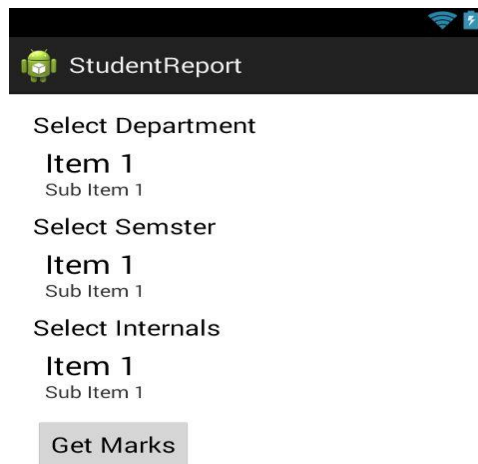 StudentReport
Select Department
Item 1
Sub Item 1
Select Semster
Item 1
Sub Item 1
Select Internals
Item 1
Sub Item 1
Get Marks